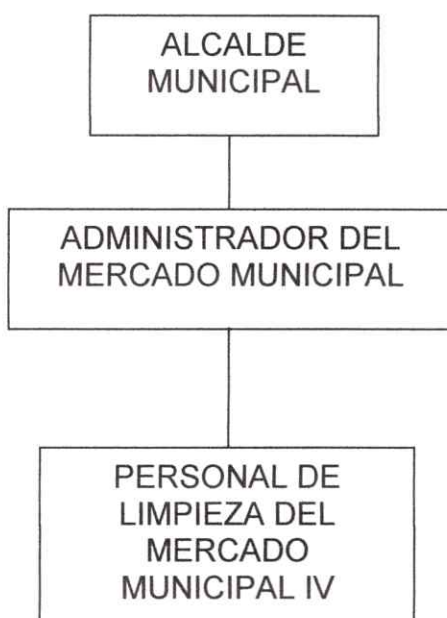 ALCALDE
MUNICIPAL
ADMINISTRADOR DEL
MERCADO MUNICIPAL
PERSONAL DE
LIMPIEZA DEL
MERCADO
MUNICIPAL IV